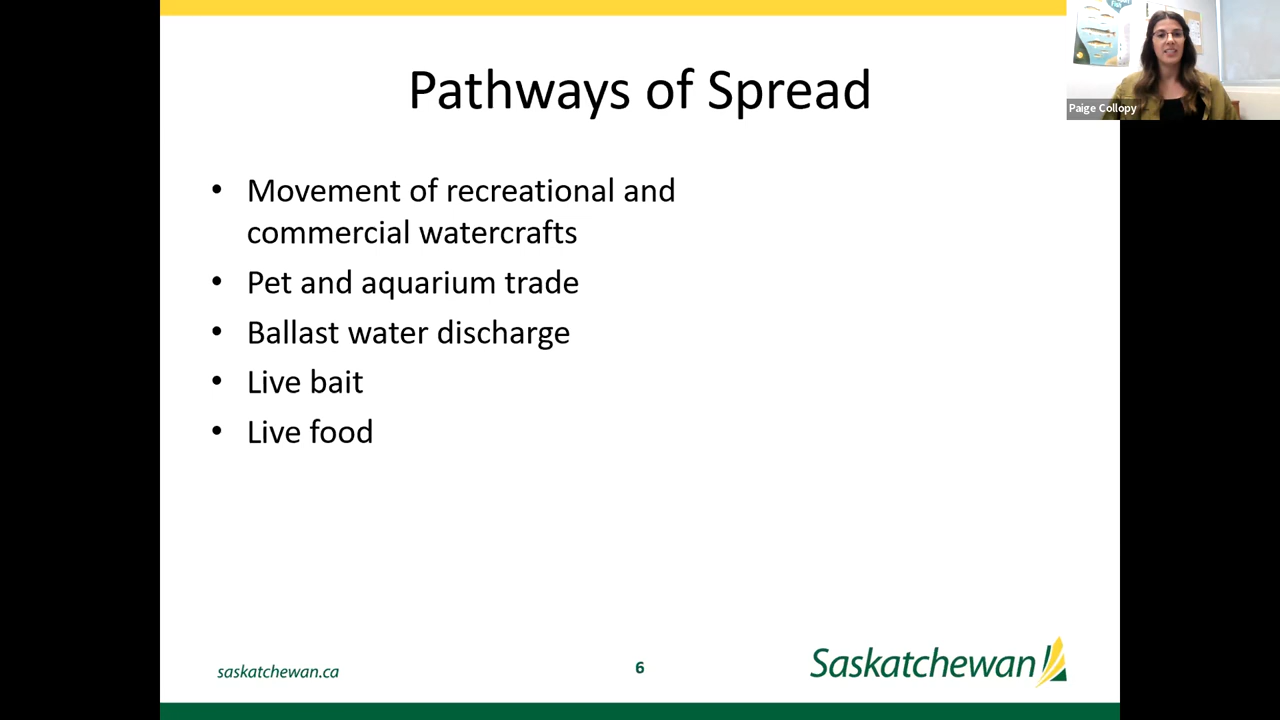 Pathways of Spread
Paige Collopy
• Movement of recreational and
commercial watercrafts
• Pet and aquarium trade
• Ballast water discharge
• Live bait
• Live food
saskatchewan.ca
6
Saskatchewan